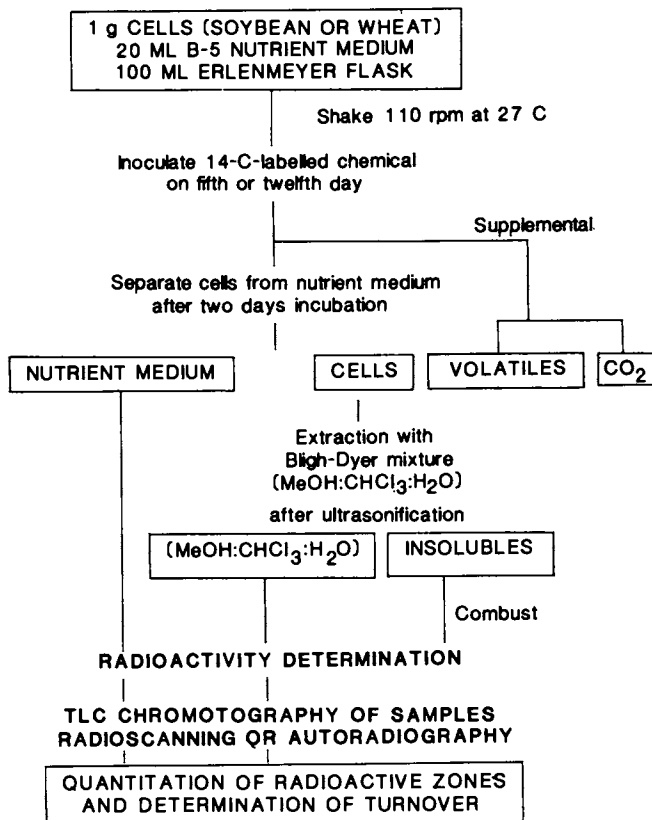 1 g CELLS (SOYBEAN OR WHEAT)
20 ML B-5 NUTRIENT MEDIUM
100 ML ERLENMEYER FLASK
Shake 110 rpm at 27 C
Inoculate 14-C-labelled chemical
on fifth or twelfth day
Supplemental
Separate cells from nutrient medium
after two days incubation
NUTRIENT MEDIUM
CELLS
VOLATILES
CO2
Extraction with
Bligh-Dyer mixture
(MeOH:CHCl3:H2O)
after ultrasonification
(MeOH:CHCl3:H2O)
INSOLUBLES
Combust
RADIOACTIVITY DETERMINATION
TLC CHROMOTOGRAPHY OF SAMPLES
RADIOSCANNING OR AUTORADIOGRAPHY
QUANTITATION OF RADIOACTIVE ZONES
AND DETERMINATION OF TURNOVER